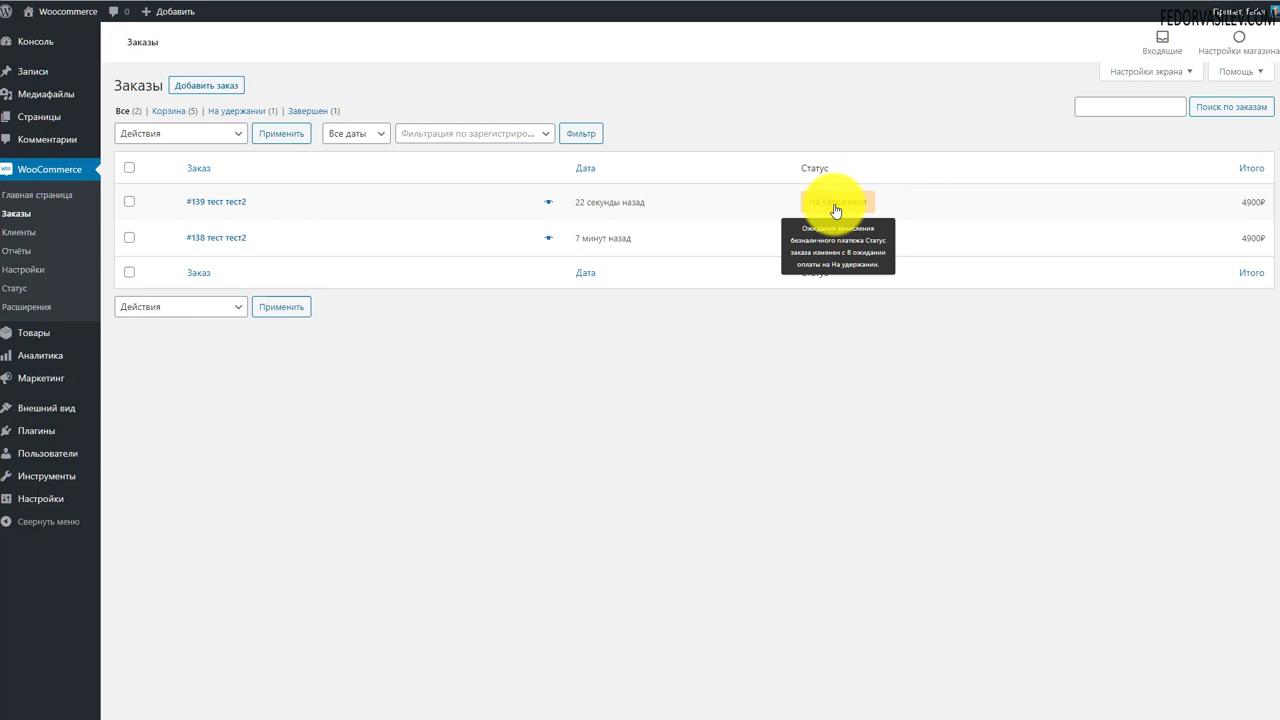 Woocommerce 0 Добавить
FEDORVASILEV.COM
Консоль
Записи
Медиафайлы
Страницы
Комментарии
WooCommerce
Главная страница
Заказы
Клиенты
Отчёты
Настройки
Статус
Расширения
Товары
Аналитика
Маркетинг
Внешний вид
Плагины
Пользователи
Инструменты
Настройки
Свернуть меню
Заказы
Входящие Настройки магазина
Настройки экрана Помощь
Заказы Добавить заказ
Все (2) | Корзина (5) | На удержании (1) | Завершен (1)
Поиск по заказам
Действия Применить Все даты Фильтрация по зарегистриро... Фильтр
Заказ Дата Статус Итого
#139 тест тест2 22 секунды назад На удержании 4900₽
#138 тест тест2 7 минут назад 4900₽
Ожидание зачисления
безналичного платежа Статус
заказа изменен с В ожидании
оплаты на На удержании.
Заказ Дата Статус Итого
Действия Применить